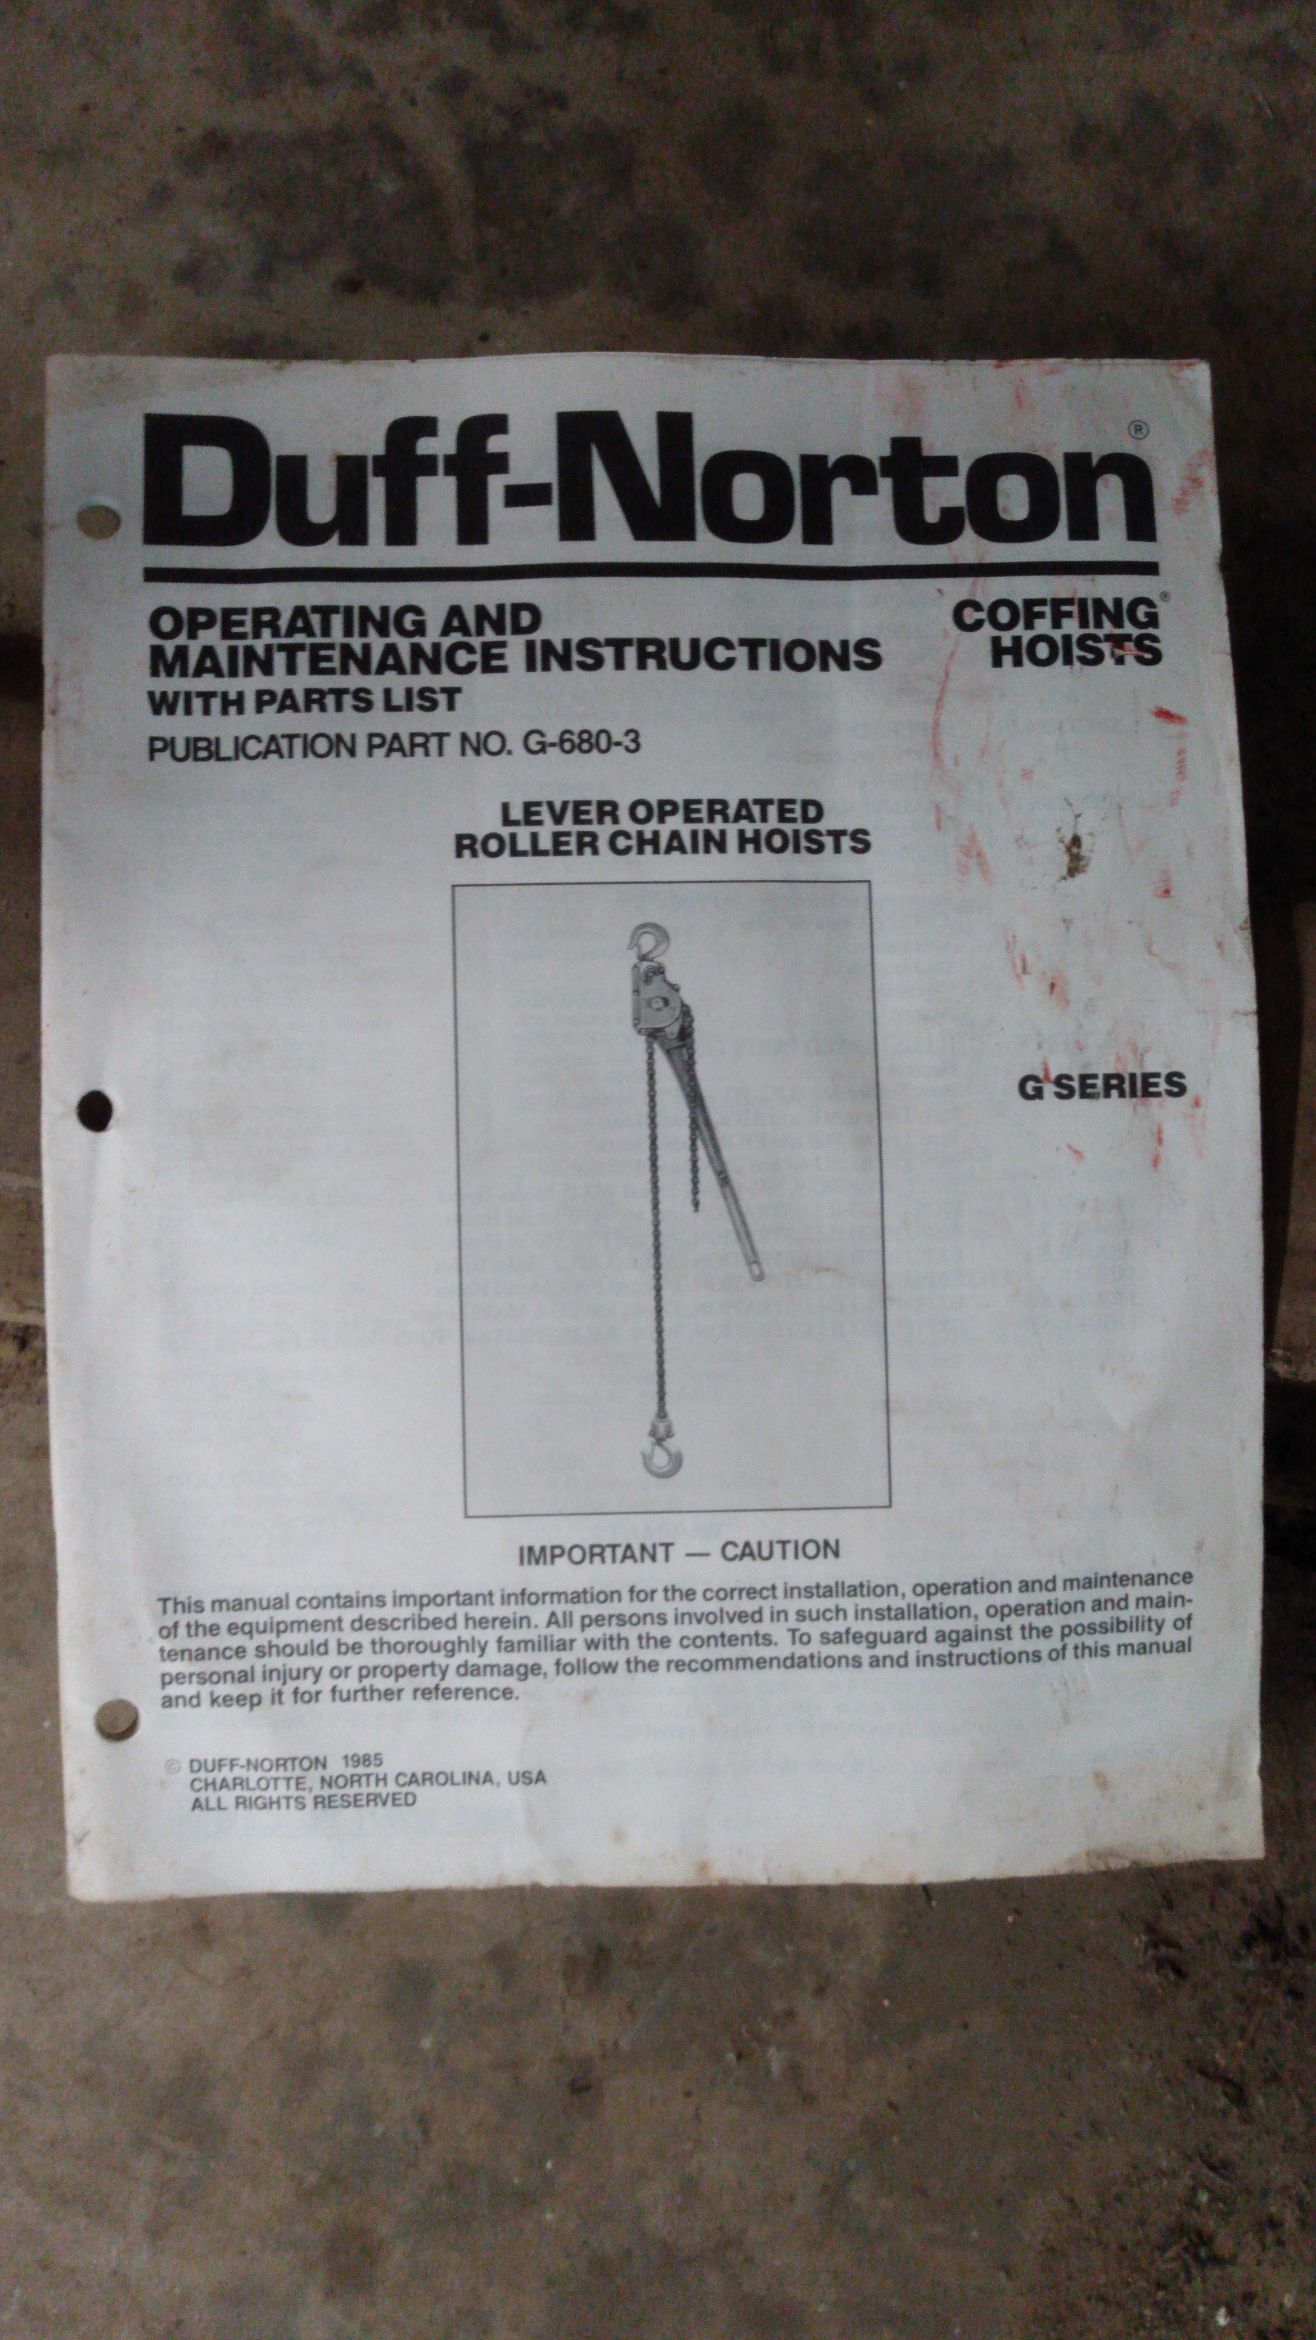 Duff-Norton®
OPERATING AND
MAINTENANCE INSTRUCTIONS
WITH PARTS LIST
PUBLICATION PART NO. G-680-3
COFFING®
HOISTS
LEVER OPERATED
ROLLER CHAIN HOISTS
G SERIES
IMPORTANT — CAUTION
This manual contains important information for the correct installation, operation and maintenance
of the equipment described herein. All persons involved in such installation, operation and main-
tenance should be thoroughly familiar with the contents. To safeguard against the possibility of
personal injury or property damage, follow the recommendations and instructions of this manual
and keep it for further reference.
© DUFF-NORTON 1985
CHARLOTTE, NORTH CAROLINA, USA
ALL RIGHTS RESERVED